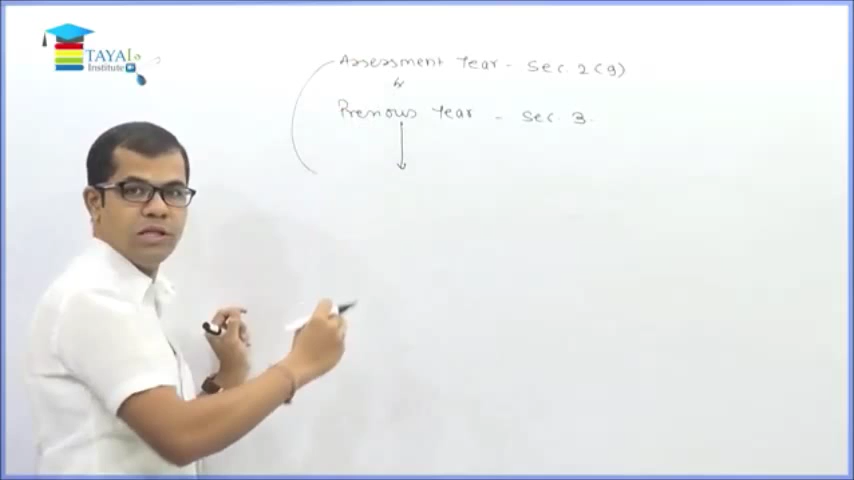 TAYAL
Institute
Assessment Year - Sec. 2(9)
&
Previous Year - Sec 3.